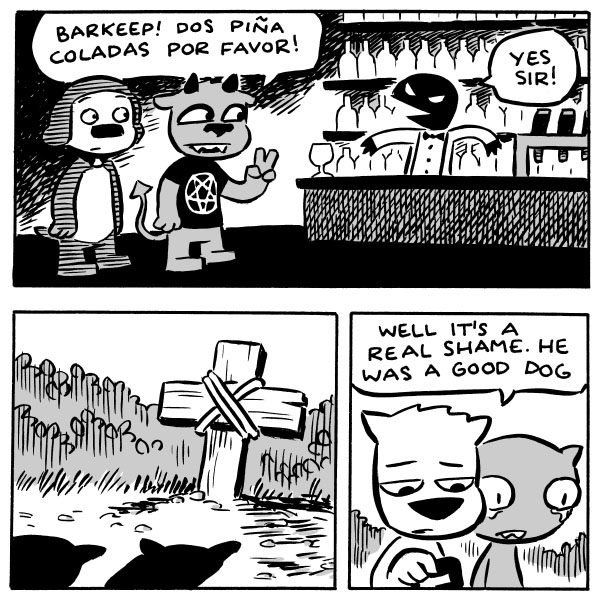 BARKEEP! DOS PIÑA
COLADAS POR FAVOR!
YES
SIR!
WELL IT'S A
REAL SHAME. HE
WAS A GOOD DOG